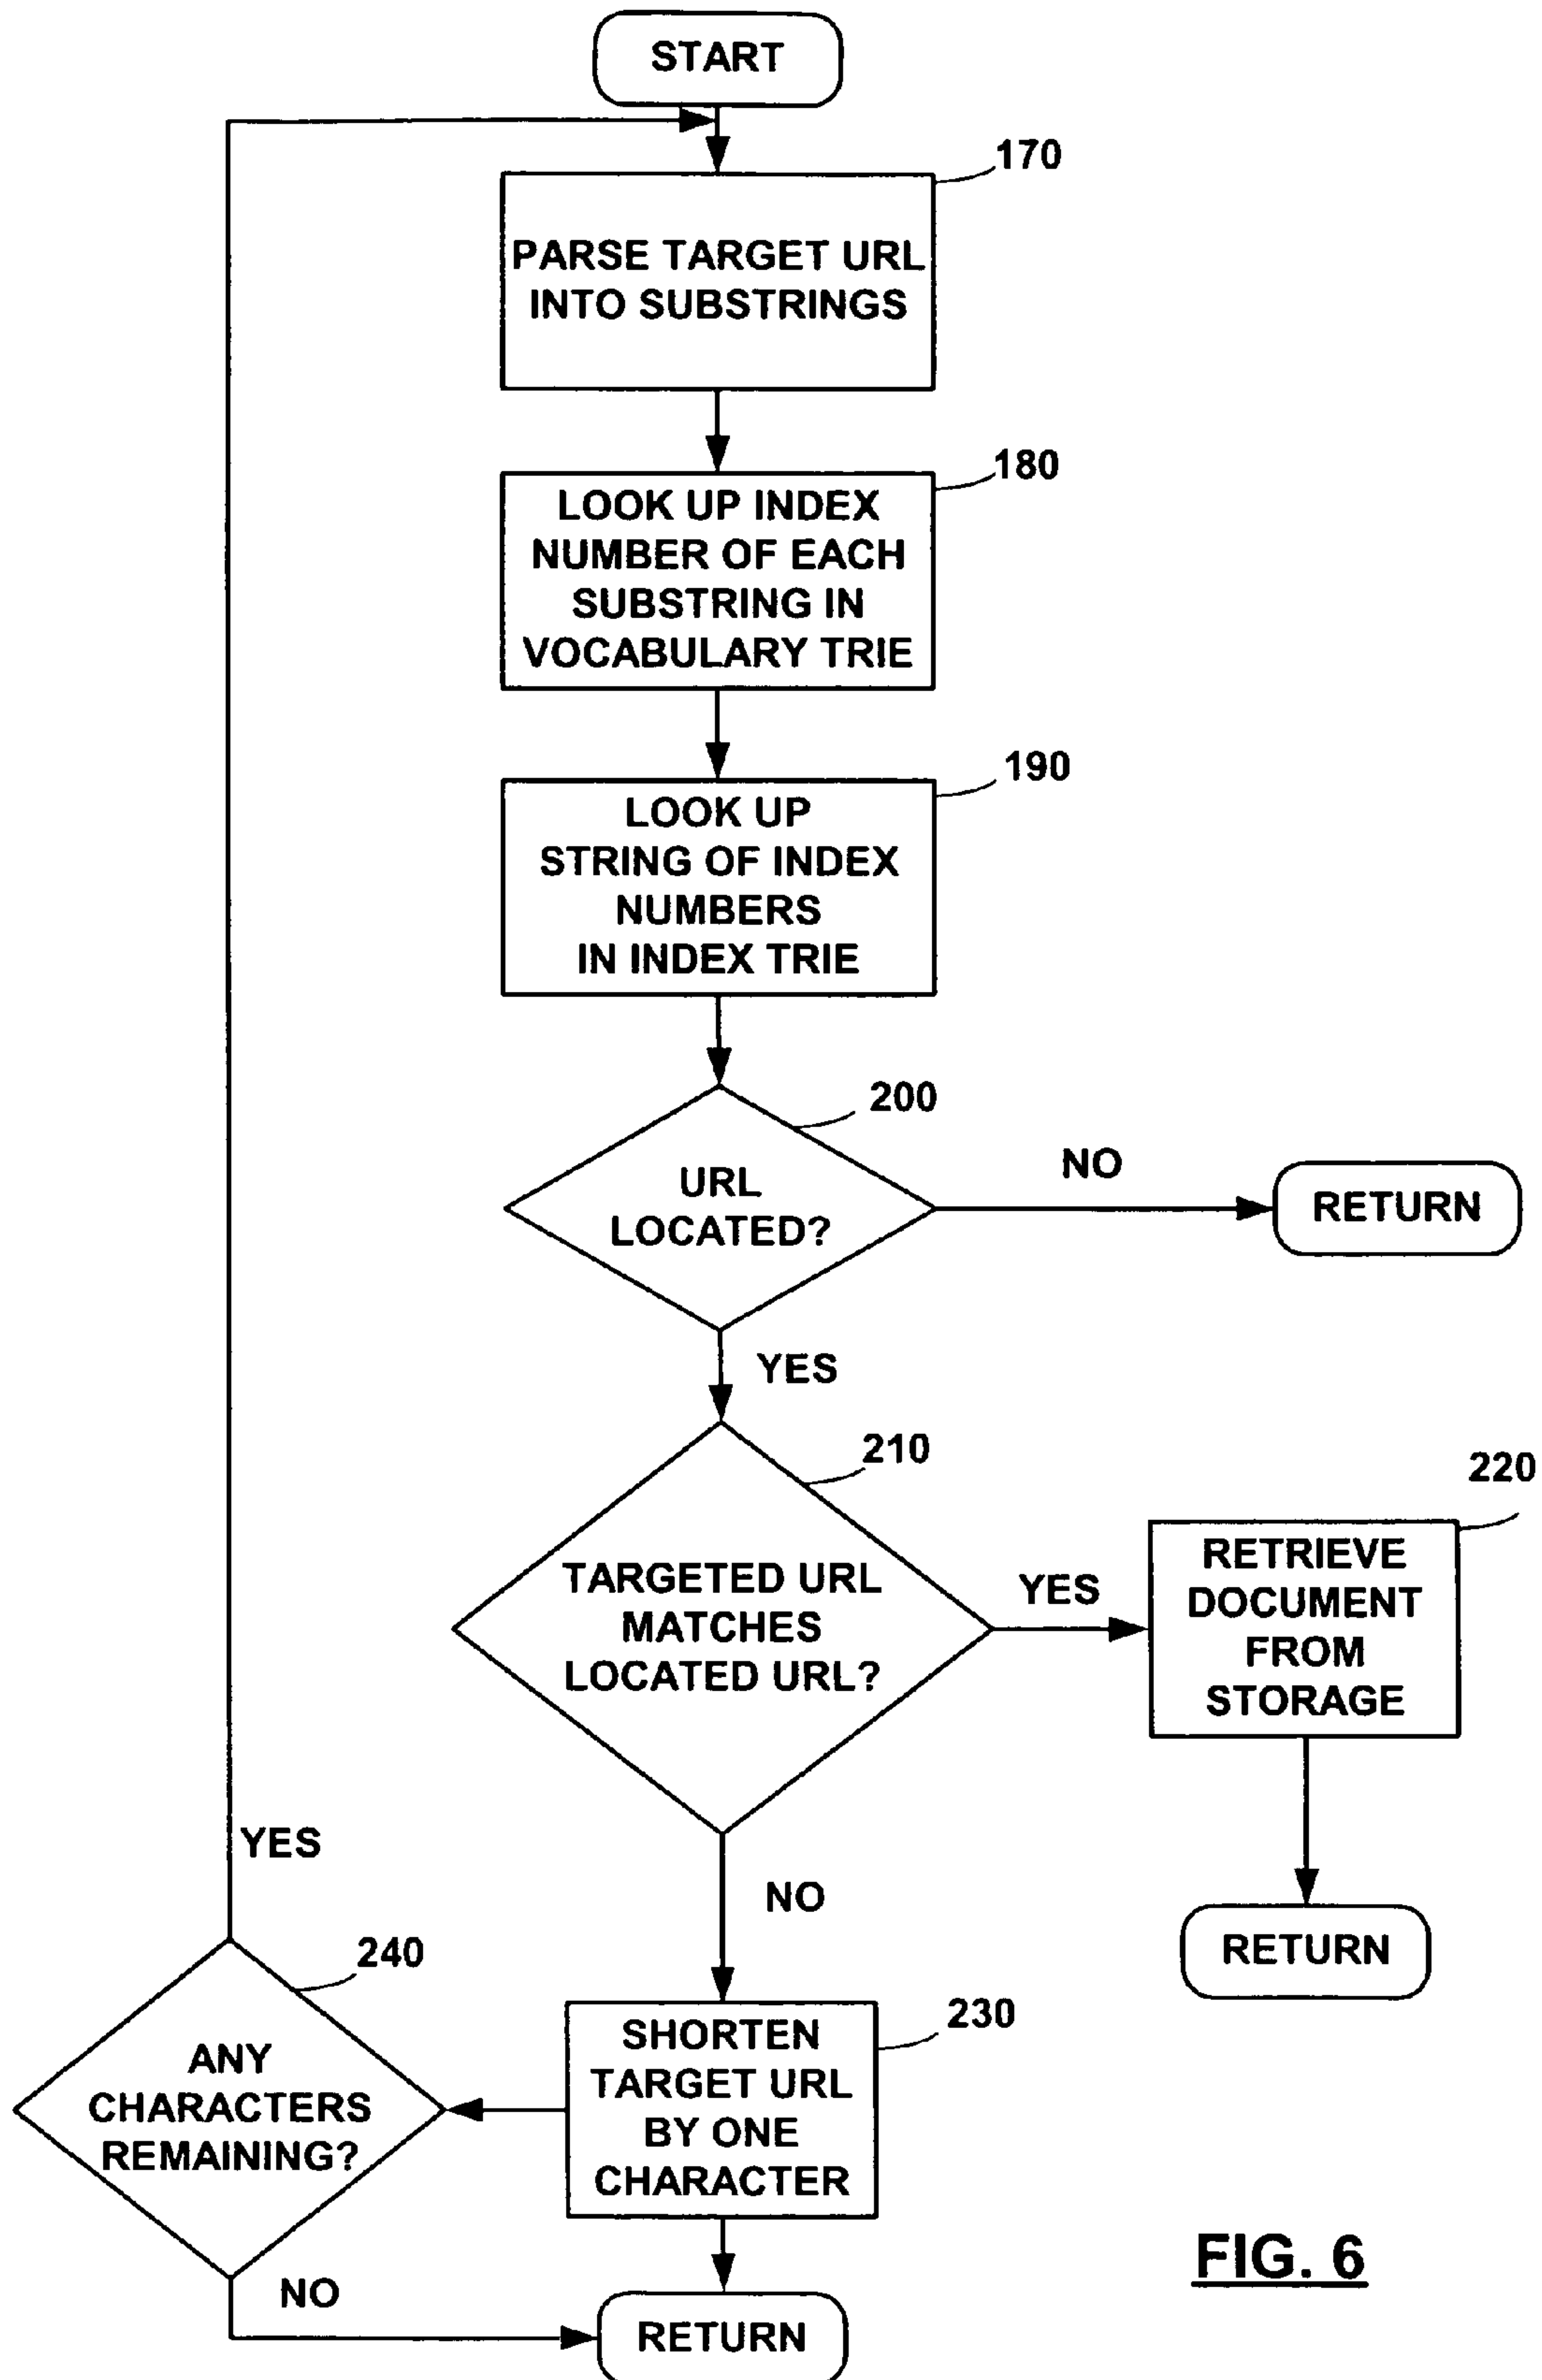 START
170
PARSE TARGET URL
INTO SUBSTRINGS
180
LOOK UP INDEX
NUMBER OF EACH
SUBSTRING IN
VOCABULARY TRIE
190
LOOK UP
STRING OF INDEX
NUMBERS
IN INDEX TRIE
200
URL
LOCATED?
NO
RETURN
YES
210
TARGETED URL
MATCHES
LOCATED URL?
YES
220
RETRIEVE
DOCUMENT
FROM
STORAGE
RETURN
NO
230
SHORTEN
TARGET URL
BY ONE
CHARACTER
YES
240
ANY
CHARACTERS
REMAINING?
NO
RETURN
FIG. 6